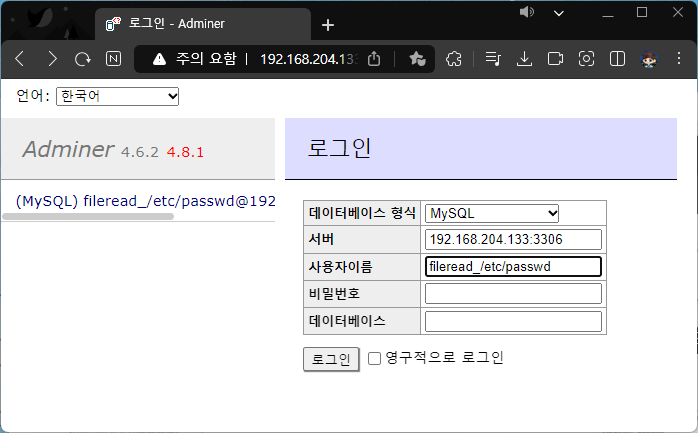 로그인 - Adminer
주의 요함 | 192.168.204.133
언어: 한국어
Adminer 4.6.2 4.8.1
(MySQL) fileread_/etc/passwd@192
로그인
데이터베이스 형식 MySQL
서버 192.168.204.133:3306
사용자이름 fileread_/etc/passwd
비밀번호
데이터베이스
로그인 영구적으로 로그인